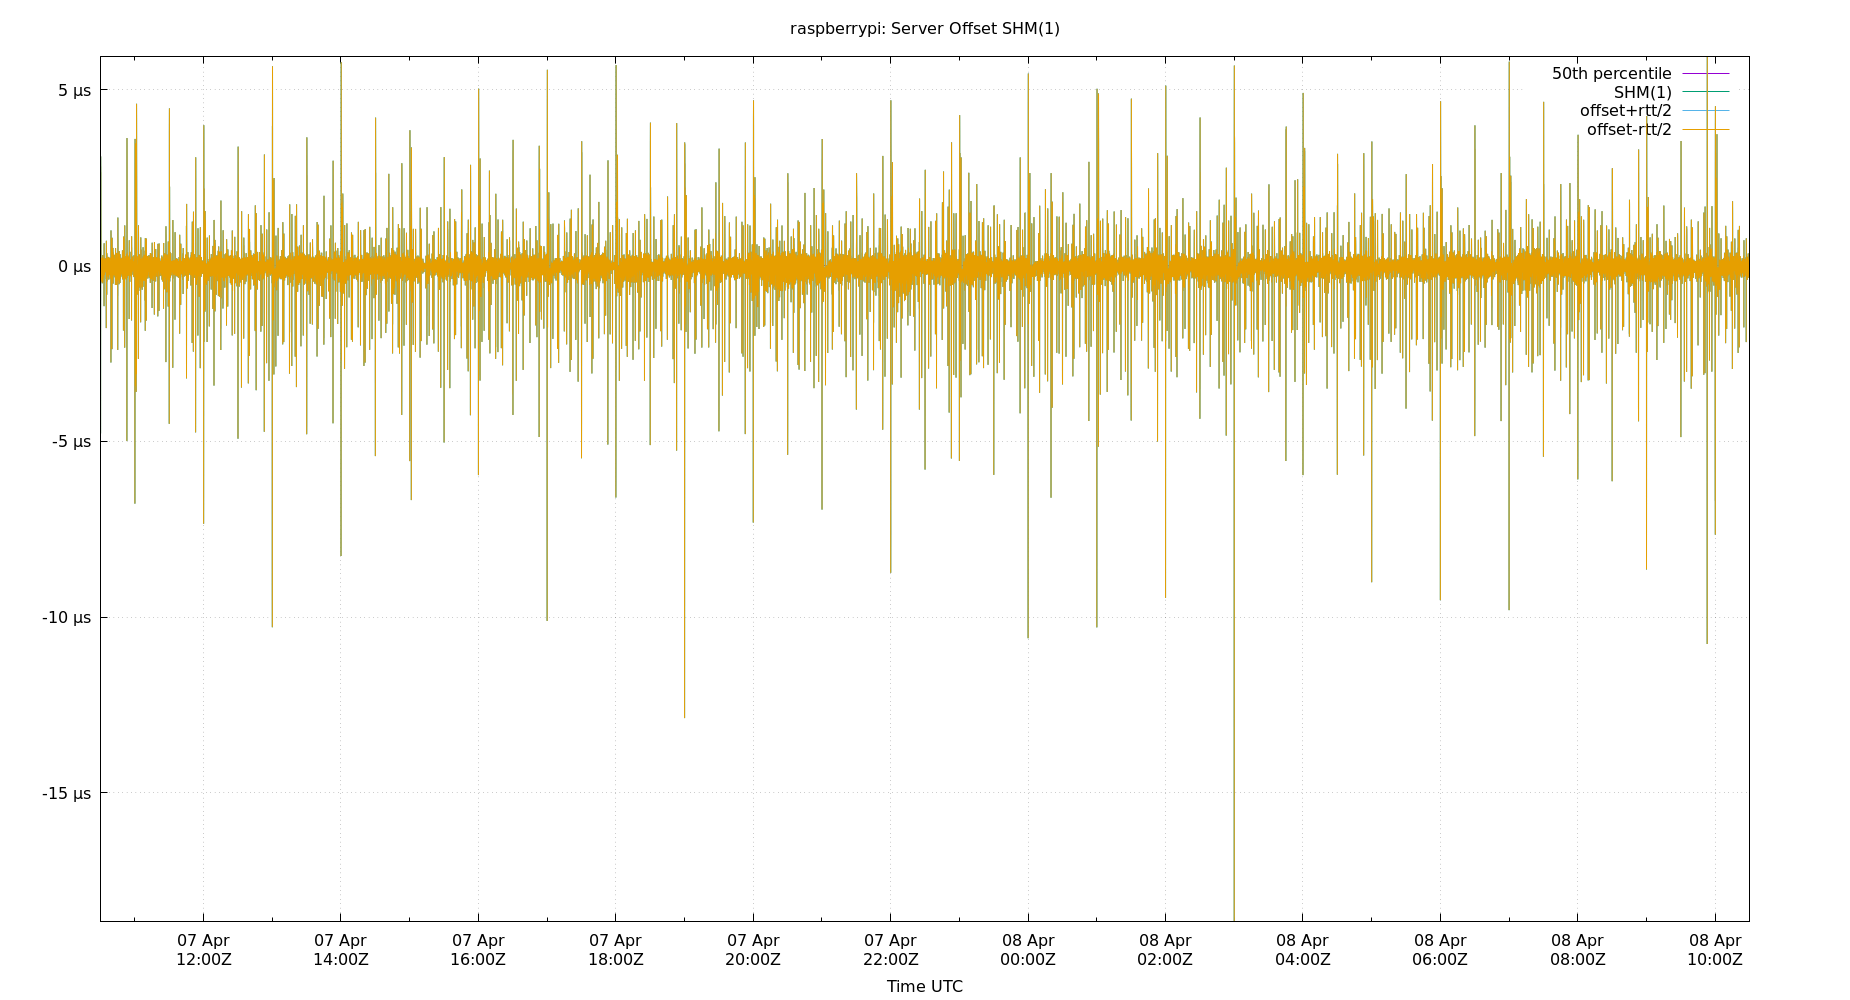 raspberrypi: Server Offset SHM(1)
50th percentile
SHM(1)
offset+rtt/2
offset-rtt/2
5 µs
0 µs
-5 µs
-10 µs
-15 µs
07 Apr 07 Apr 07 Apr 07 Apr 07 Apr 07 Apr 08 Apr 08 Apr 08 Apr 08 Apr 08 Apr 08 Apr
12:00Z 14:00Z 16:00Z 18:00Z 20:00Z 22:00Z 00:00Z 02:00Z 04:00Z 06:00Z 08:00Z 10:00Z
Time UTC